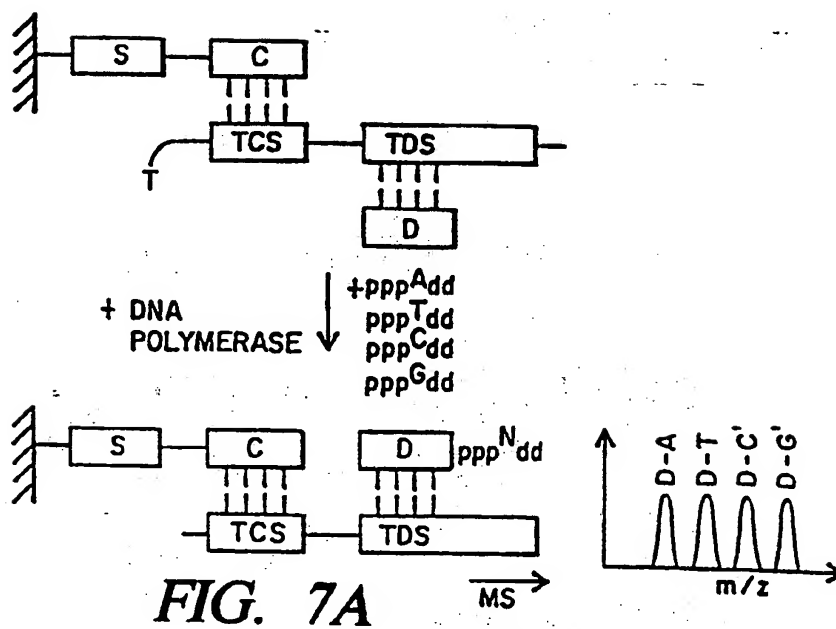 S
C
TCS
TDS
T
D
+ DNA
POLYMERASE
+pppAdd
pppTdd
pppCdd
pppGdd
S
C
D
pppNdd
TCS
TDS
MS
D-A
D-T
D-C'
D-G'
m/z
FIG. 7A